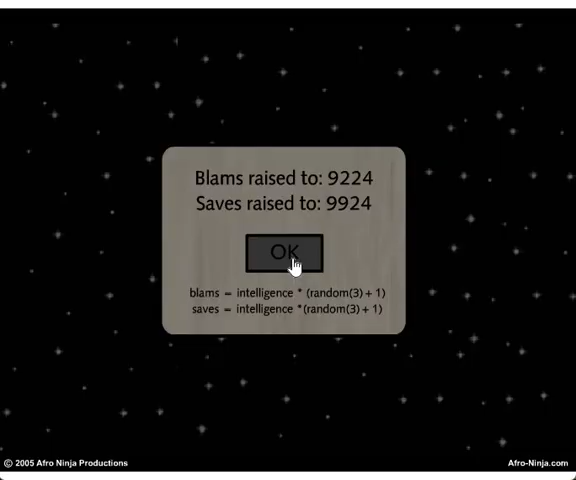 Blams raised to: 9224
Saves raised to: 9924
OK
blams = intelligence * (random(3) + 1)
saves = intelligence *(random(3) + 1)
© 2005 Afro Ninja Productions
Afro-Ninja.com